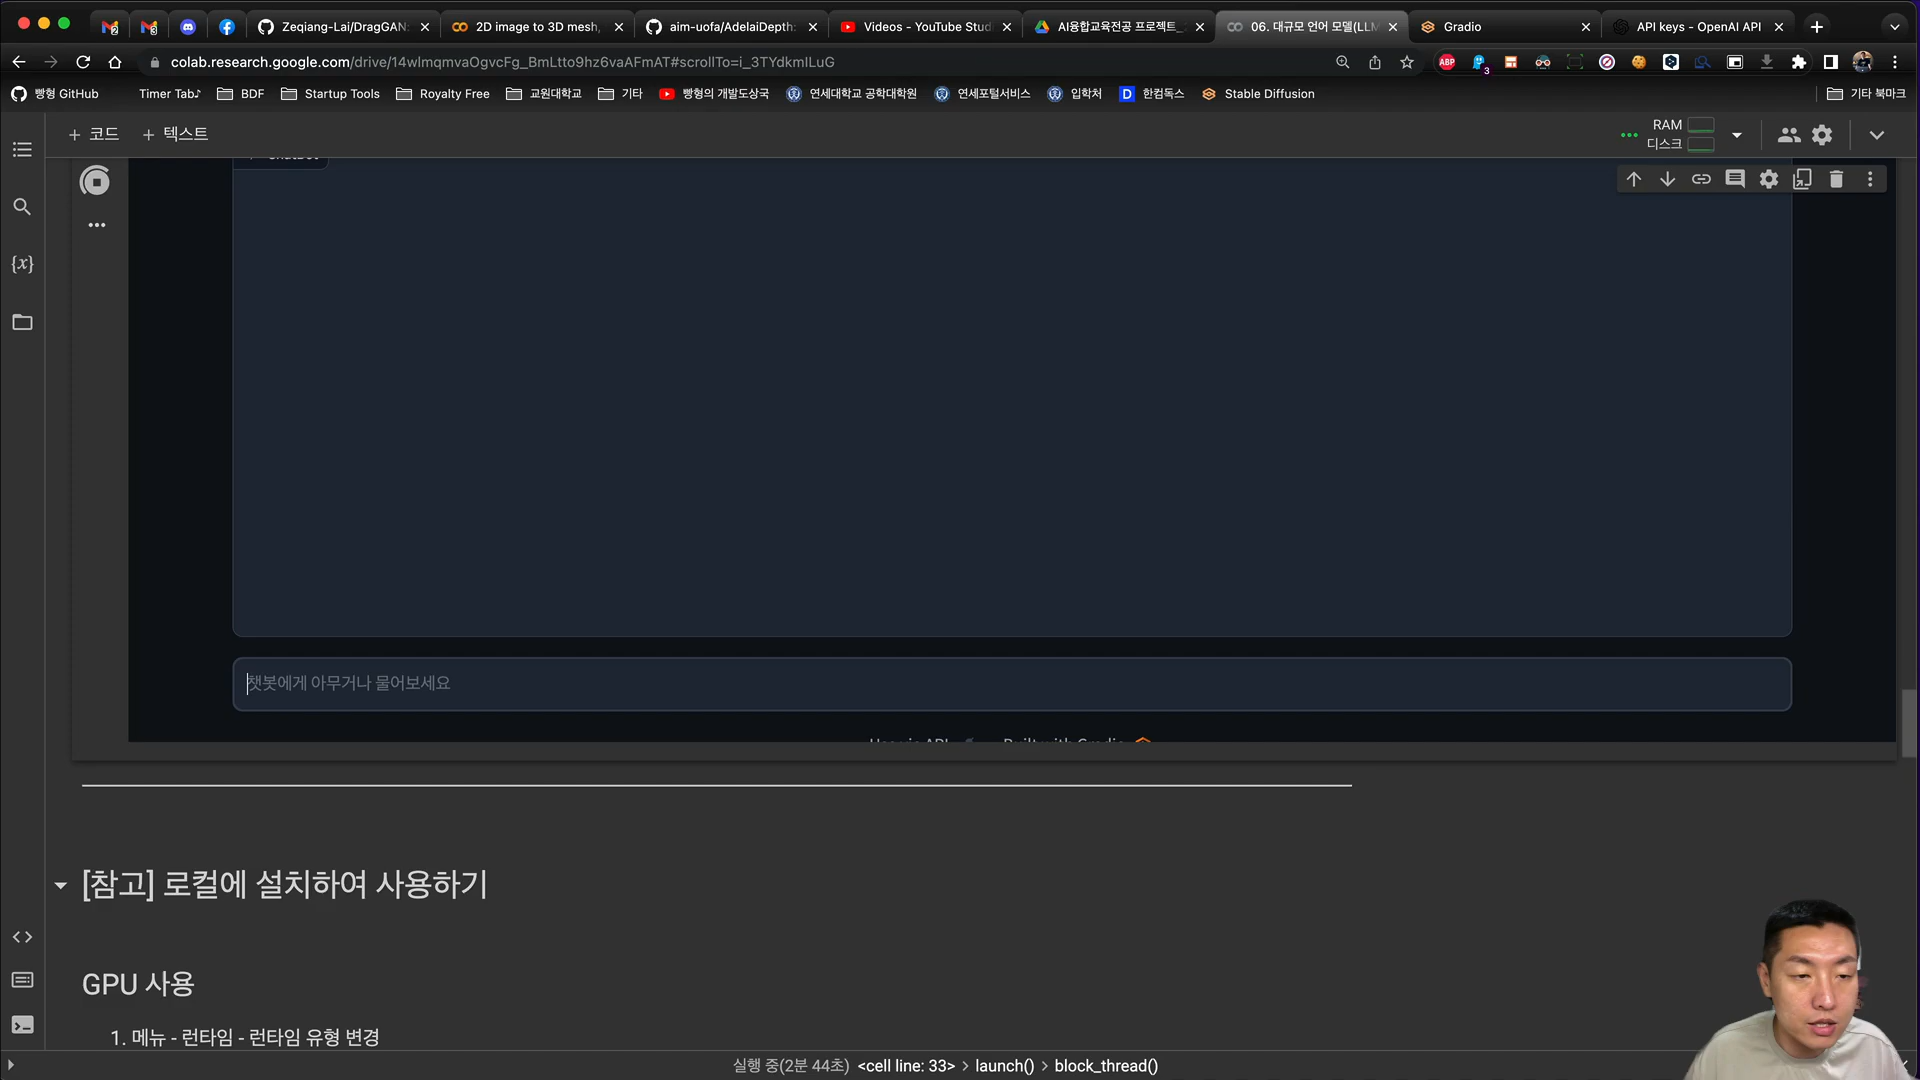 Zeqiang-Lai/DragGAN:
2D image to 3D mesh,
aim-uofa/AdelaiDepth:
Videos - YouTube Studi
AI융합교육전공 프로젝트_
06. 대규모 언어 모델(LLM
Gradio
API keys - OpenAI API
colab.research.google.com/drive/14wlmqmvaOgvcFg_BmLtto9hz6vaAFmAT#scrollTo=i_3TYdkmILuG
ABP
3
빵형 GitHub
Timer Tab♪
BDF
Startup Tools
Royalty Free
교원대학교
기타
빵형의 개발도상국
연세대학교 공학대학원
연세포털서비스
입학처
D
한컴독스
Stable Diffusion
기타 북마크
+ 코드
+ 텍스트
RAM
디스크
{x}
챗봇에게 아무거나 물어보세요
[참고] 로컬에 설치하여 사용하기
GPU 사용
1. 메뉴 - 런타임 - 런타임 유형 변경
실행 중(2분 44초) <cell line: 33> > launch() > block_thread()